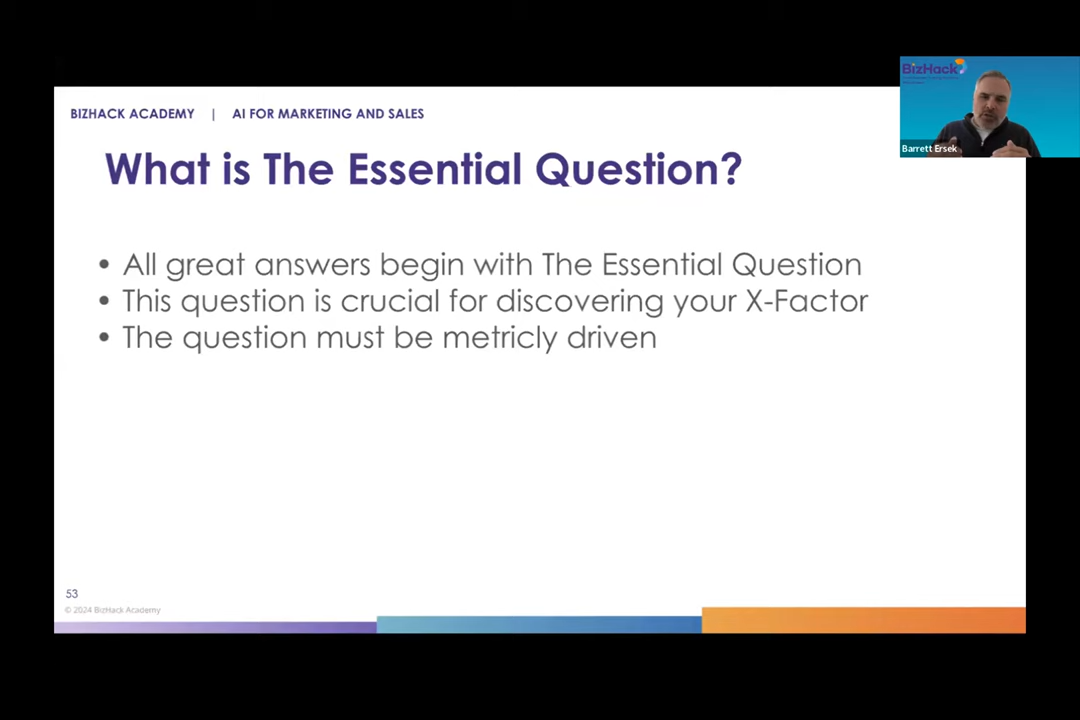 BIZHACK ACADEMY | AI FOR MARKETING AND SALES
BizHack
Barrett Ersek
What is The Essential Question?
• All great answers begin with The Essential Question
• This question is crucial for discovering your X-Factor
• The question must be metricly driven
53
© 2024 BizHack Academy